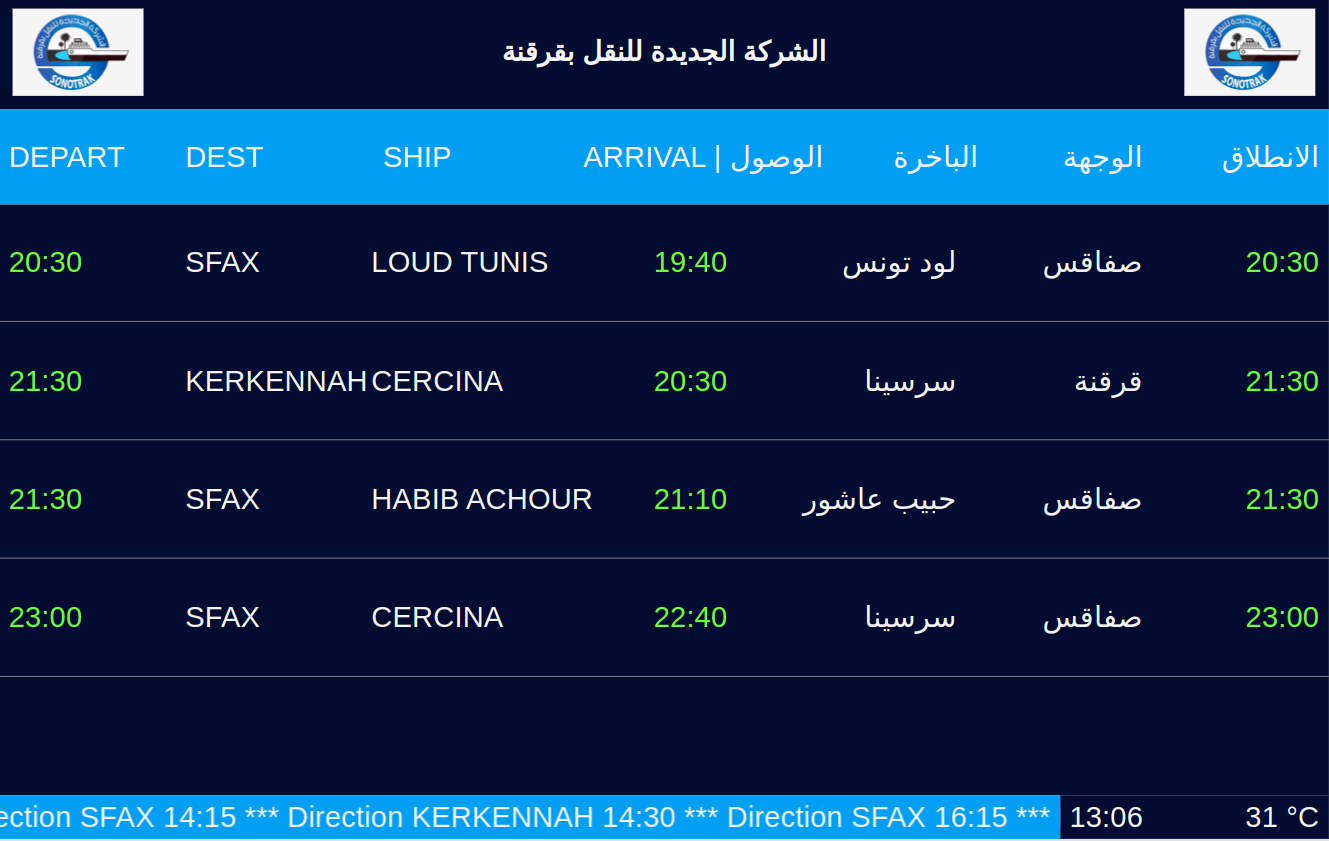 الشركة الجديدة للنقل بقرقنة
SONOTRAK
SONOTRAK
DEPART DEST SHIP ARRIVAL | الوصول الباخرة الوجهة الانطلاق
20:30 SFAX LOUD TUNIS 19:40 لود تونس صفاقس 20:30
21:30 KERKENNAH CERCINA 20:30 سرسينا قرقنة 21:30
21:30 SFAX HABIB ACHOUR 21:10 حبيب عاشور صفاقس 21:30
23:00 SFAX CERCINA 22:40 سرسينا صفاقس 23:00
ection SFAX 14:15 *** Direction KERKENNAH 14:30 *** Direction SFAX 16:15 *** 13:06 31 °C